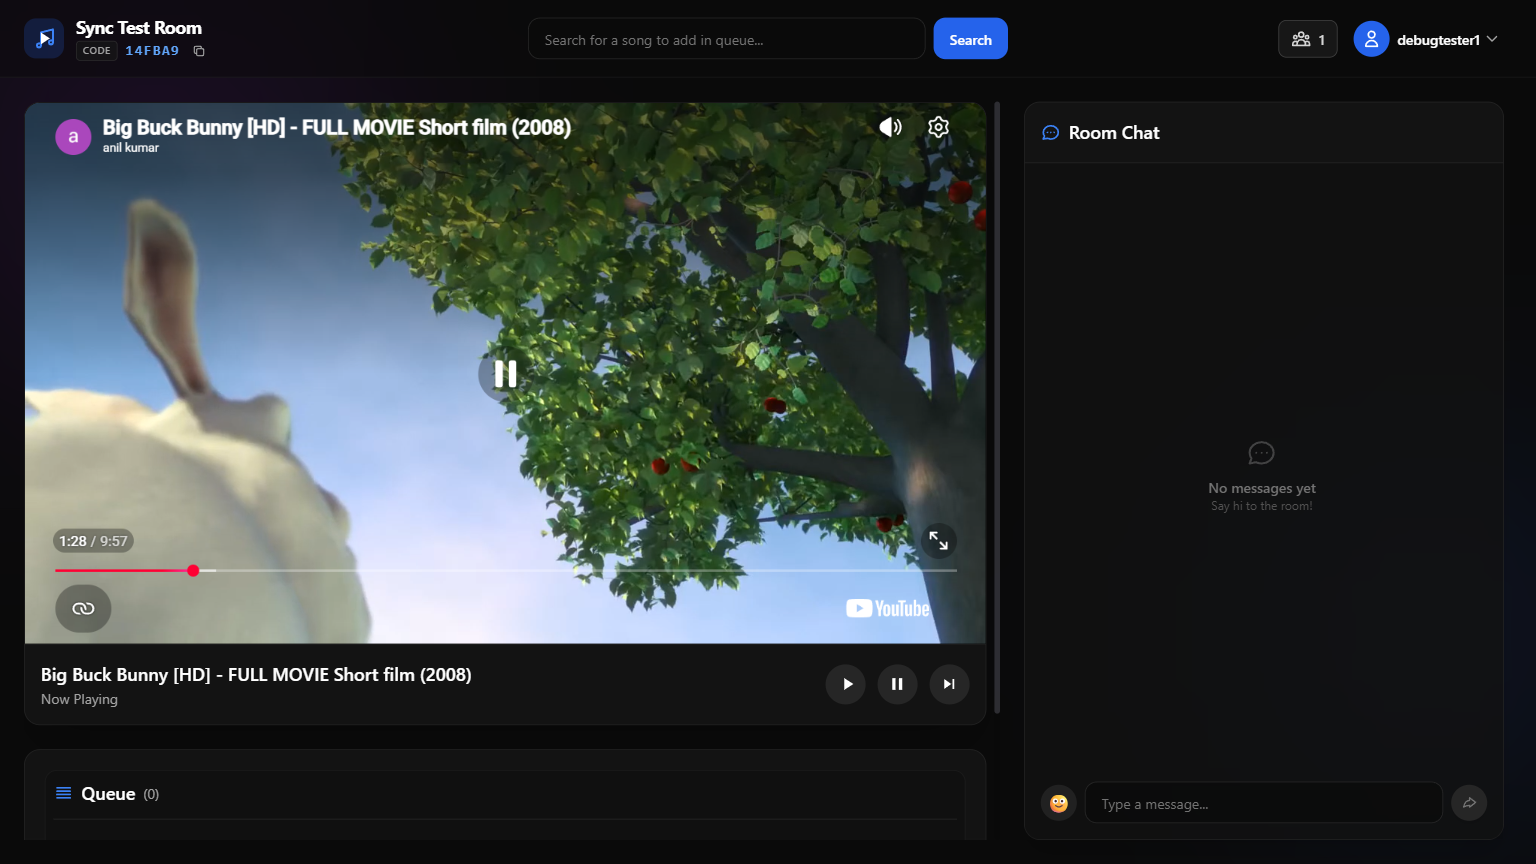 Sync Test Room
CODE 14FBA9
Search for a song to add in queue...
Search
1
debugtester1
a
Big Buck Bunny [HD] - FULL MOVIE Short film (2008)
anil kumar
1:28 / 9:57
YouTube
Big Buck Bunny [HD] - FULL MOVIE Short film (2008)
Now Playing
Queue (0)
Room Chat
No messages yet
Say hi to the room!
Type a message...